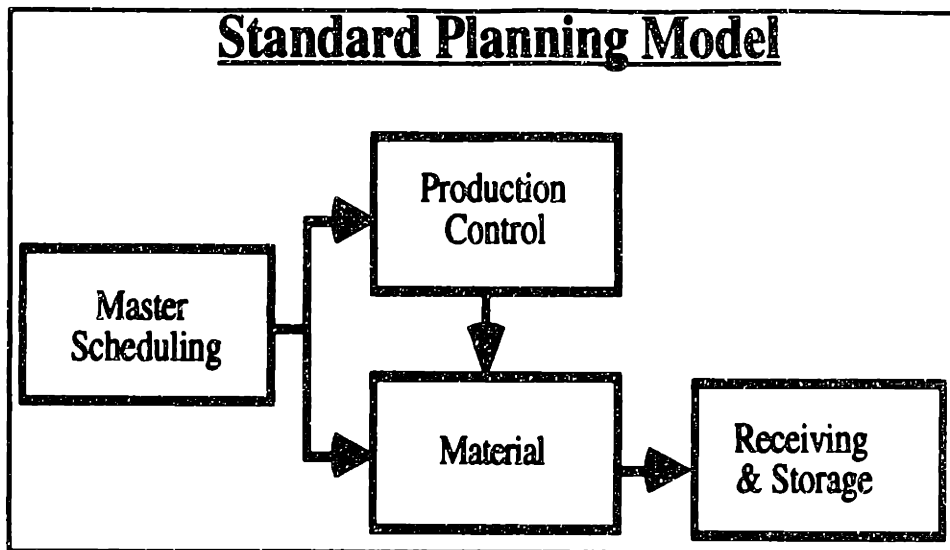 Standard Planning Model
Production
Control
Master
Scheduling
Material
Receiving
& Storage